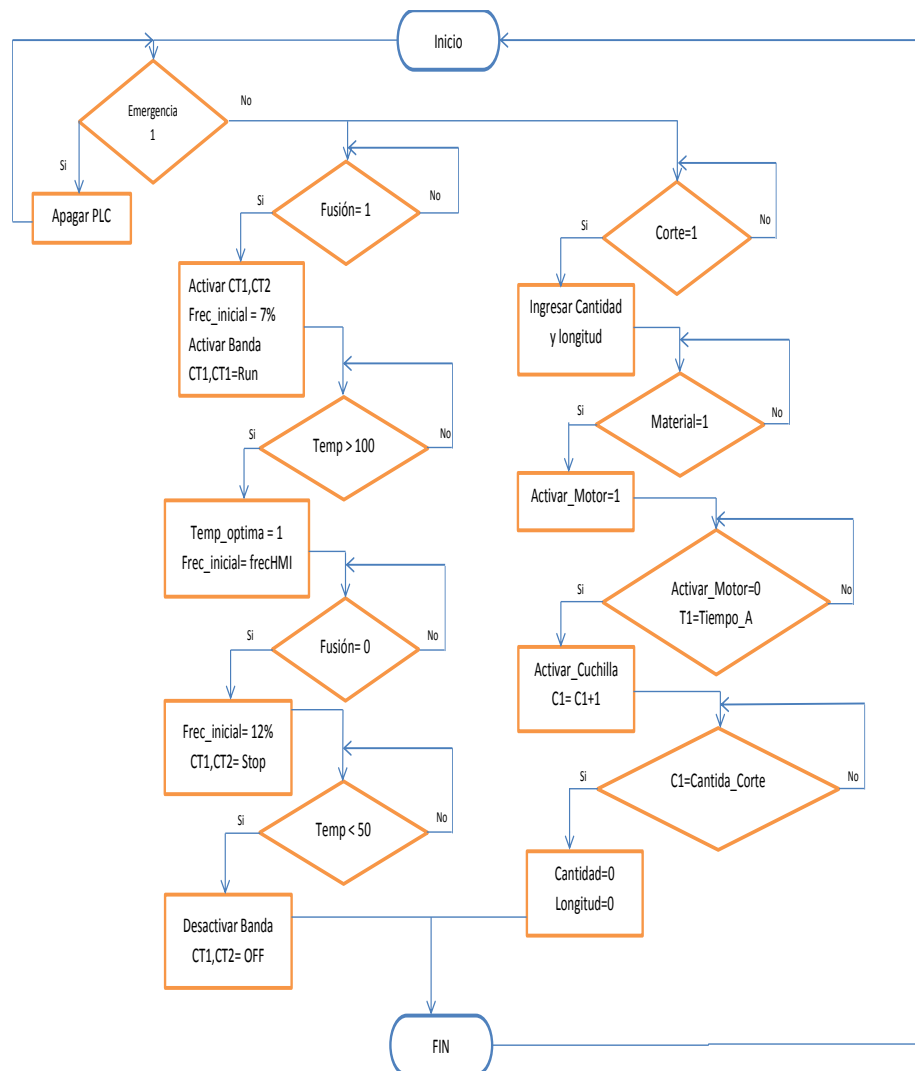 Inicio
Emergencia
1
No
Si
Apagar PLC
Si
Fusión= 1
No
Activar CT1,CT2
Frec_inicial = 7%
Activar Banda
CT1,CT1=Run
Si
Temp > 100
No
Temp_optima = 1
Frec_inicial= frecHMI
Si
Fusión= 0
No
Frec_inicial= 12%
CT1,CT2= Stop
Si
Temp < 50
No
Desactivar Banda
CT1,CT2= OFF
Si
Corte=1
No
Ingresar Cantidad
y longitud
Si
Material=1
No
Activar_Motor=1
Si
Activar_Motor=0
T1=Tiempo_A
No
Activar_Cuchilla
C1= C1+1
Si
C1=Cantida_Corte
No
Cantidad=0
Longitud=0
FIN